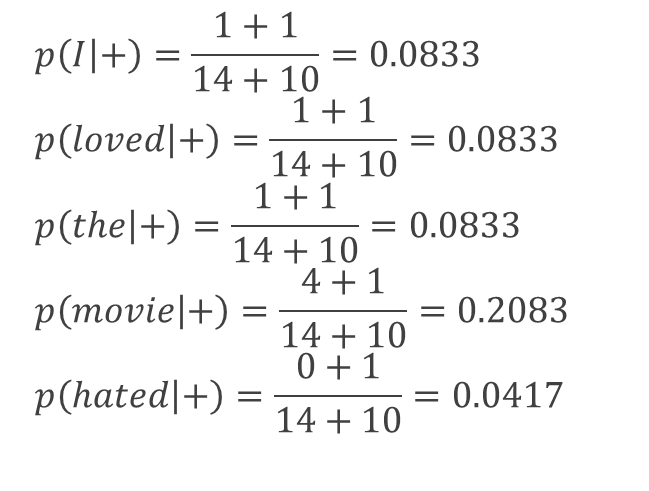 p(I|+) = (1 + 1)/(14 + 10) = 0.0833
p(loved|+) = (1 + 1)/(14 + 10) = 0.0833
p(the|+) = (1 + 1)/(14 + 10) = 0.0833
p(movie|+) = (4 + 1)/(14 + 10) = 0.2083
p(hated|+) = (0 + 1)/(14 + 10) = 0.0417